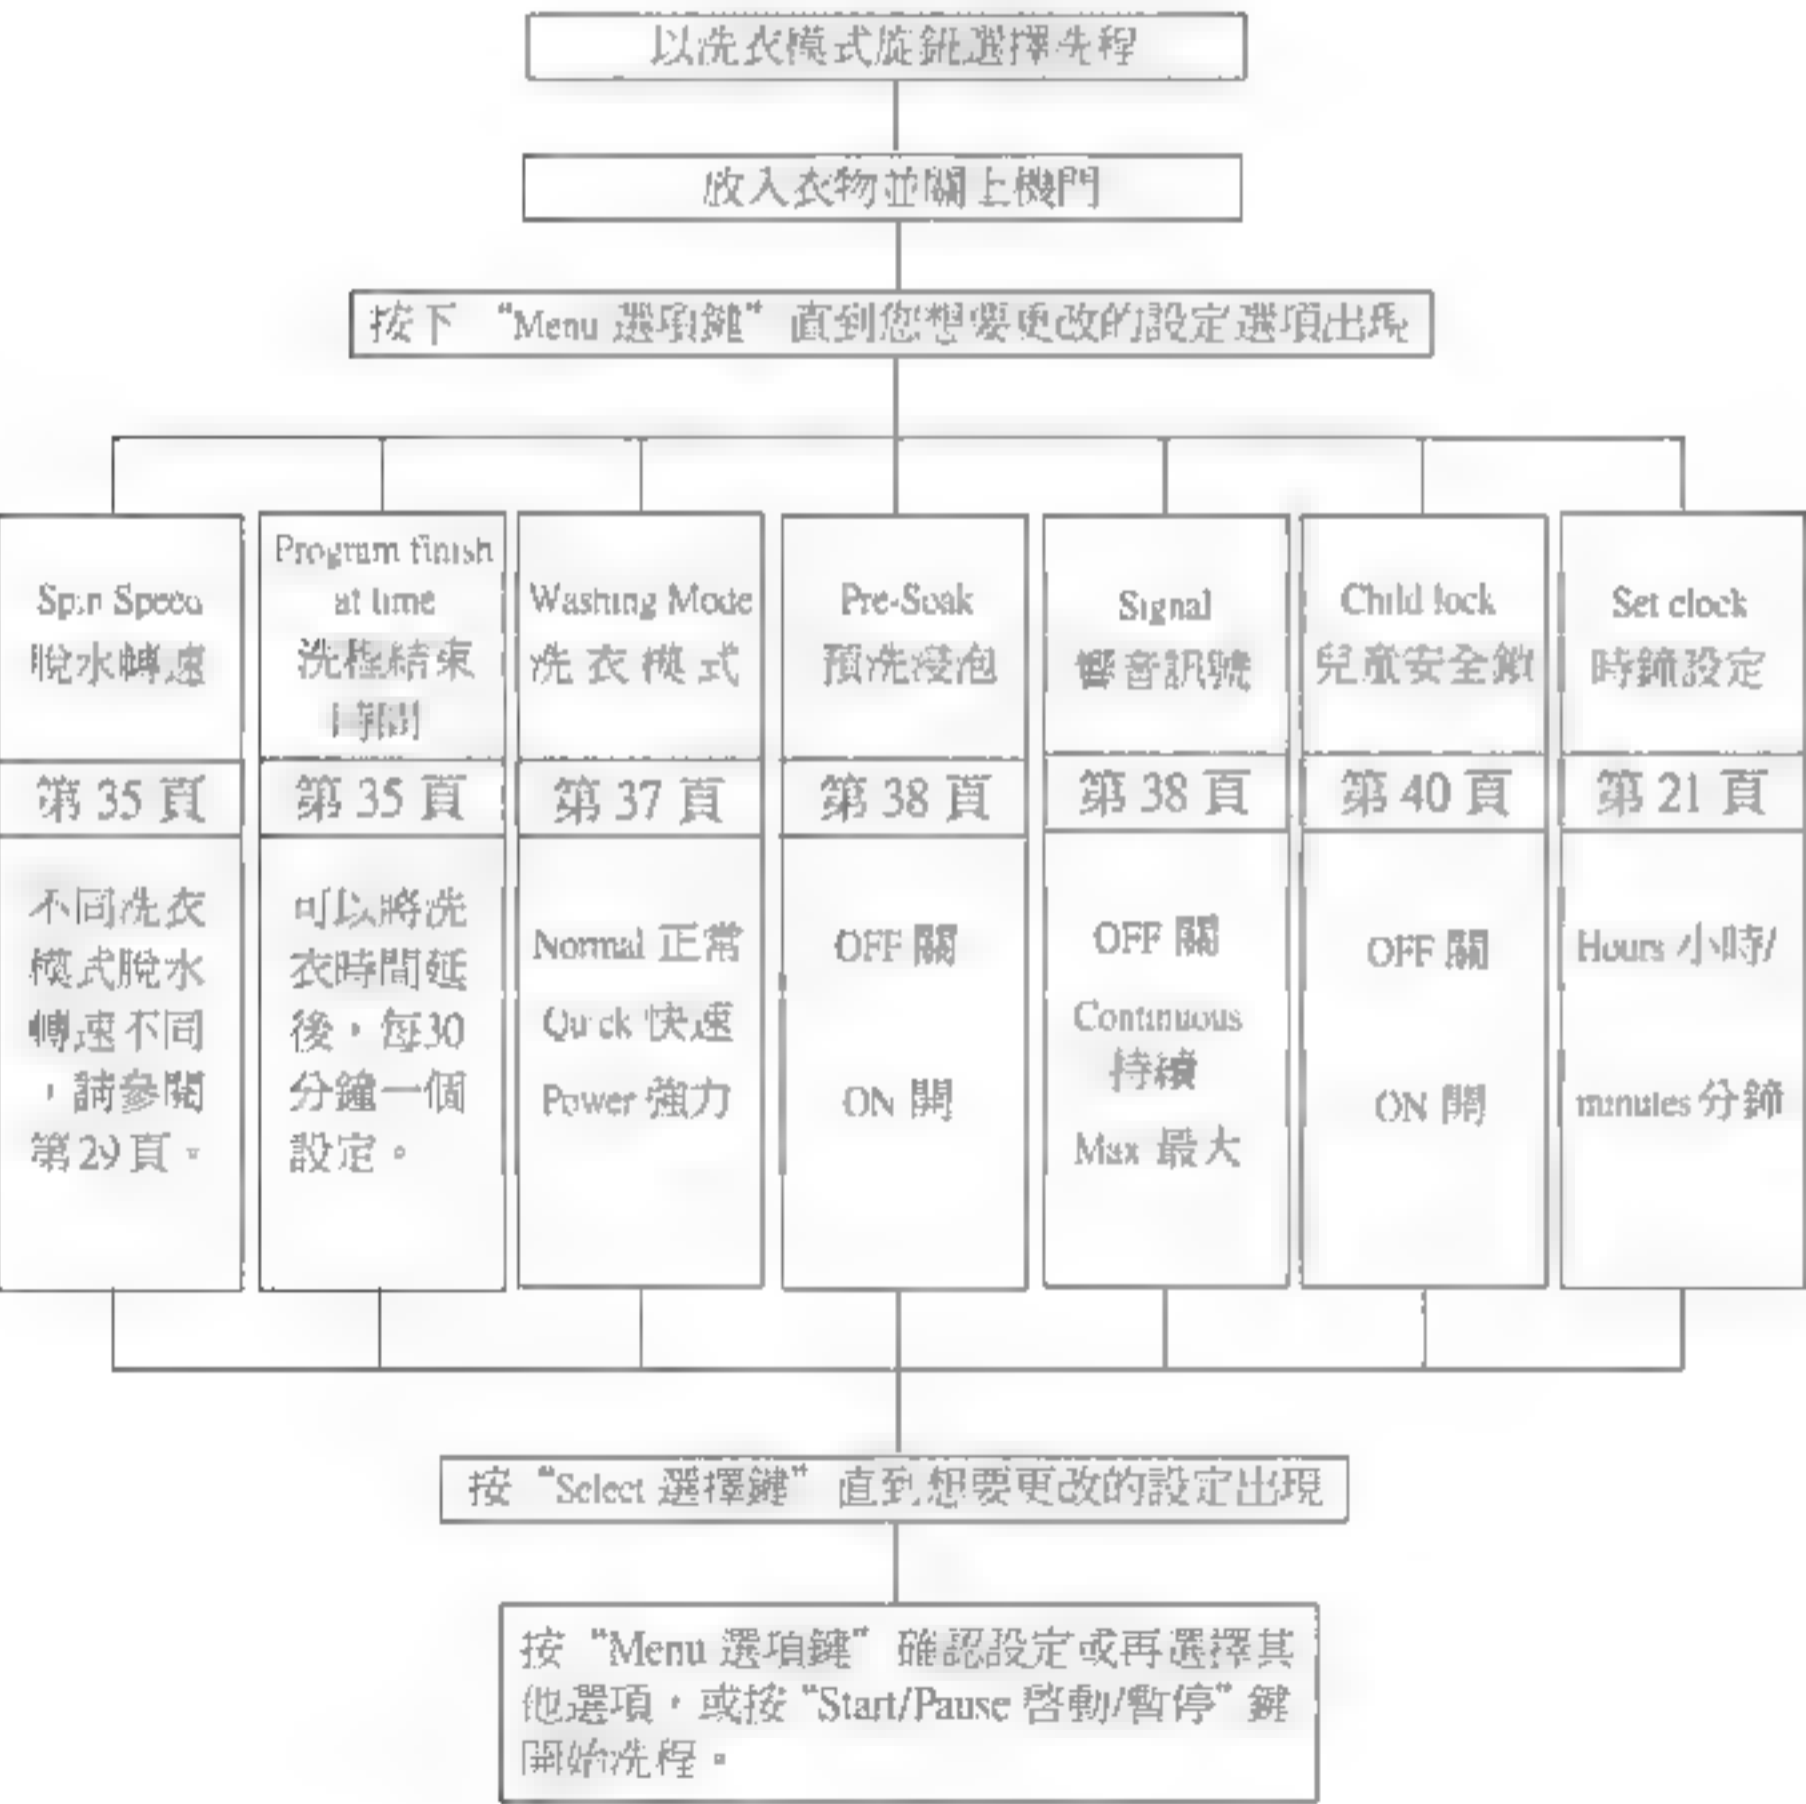 以洗衣模式旋鈕選擇洗程
放入衣物並關上機門
按下 “Menu 選項鍵” 直到您想要更改的設定選項出現
Spin Speed
脫水轉速
第 35 頁
不同洗衣
模式脫水
轉速不同
，請參閱
第 29 頁。
Program finish
at time
洗程結束
時間
第 35 頁
可以將洗
衣時間延
後，每30
分鐘一個
設定。
Washing Mode
洗 衣 模 式
第 37 頁
Normal 正常
Quick 快速
Power 強力
Pre-Soak
預洗浸泡
第 38 頁
OFF 關
ON 開
Signal
響音訊號
第 38 頁
OFF 關
Continuous
持續
Max 最大
Child lock
兒童安全鎖
第 40 頁
OFF 關
ON 開
Set clock
時鐘設定
第 21 頁
Hours 小時/
minutes 分鐘
按 “Select 選擇鍵” 直到想要更改的設定出現
按 “Menu 選項鍵” 確認設定或再選擇其
他選項，或按 “Start/Pause 啓動/暫停” 鍵
開始洗程。